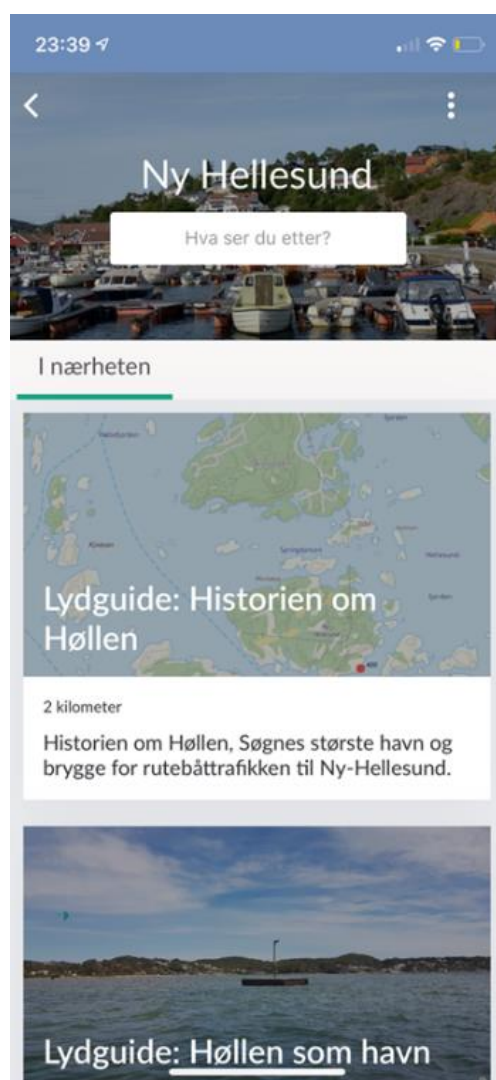 23:39
Ny Hellesund
Hva ser du etter?
I nærheten
Lydguide: Historien om
Høllen
2 kilometer
Historien om Høllen, Søgnes største havn og
brygge for rutebåttrafikken til Ny-Hellesund.
Lydguide: Høllen som havn